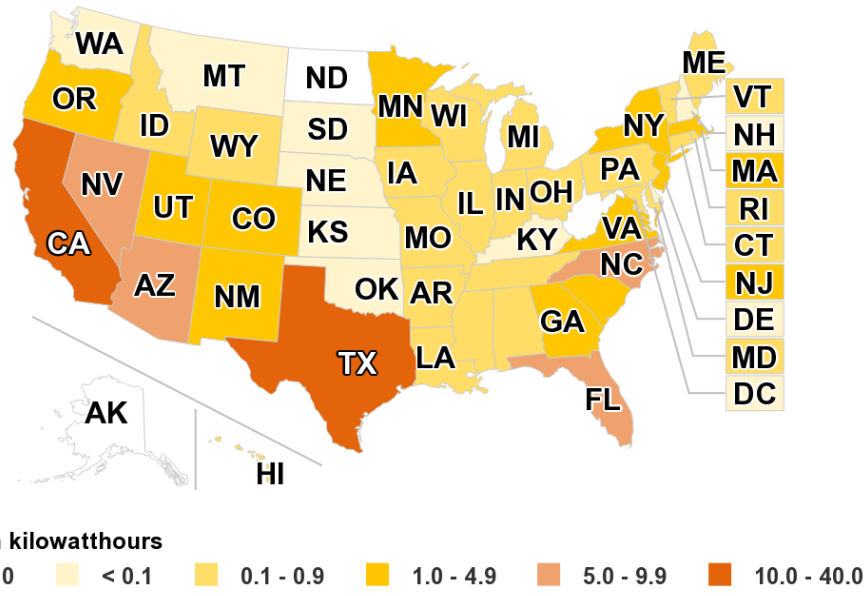 WA
ME
MT
ND
VT
OR
MN
WI
NH
ID
SD
NY
MI
WY
MA
PA
IA
NE
NV
RI
IL
IN
OH
UT
CO
KS
MO
VA
KY
CT
CA
NC
AZ
NM
OK
AR
NJ
GA
DE
TX
LA
MD
DC
FL
AK
HI
kilowatthours
0
< 0.1
0.1 - 0.9
1.0 - 4.9
5.0 - 9.9
10.0 - 40.0